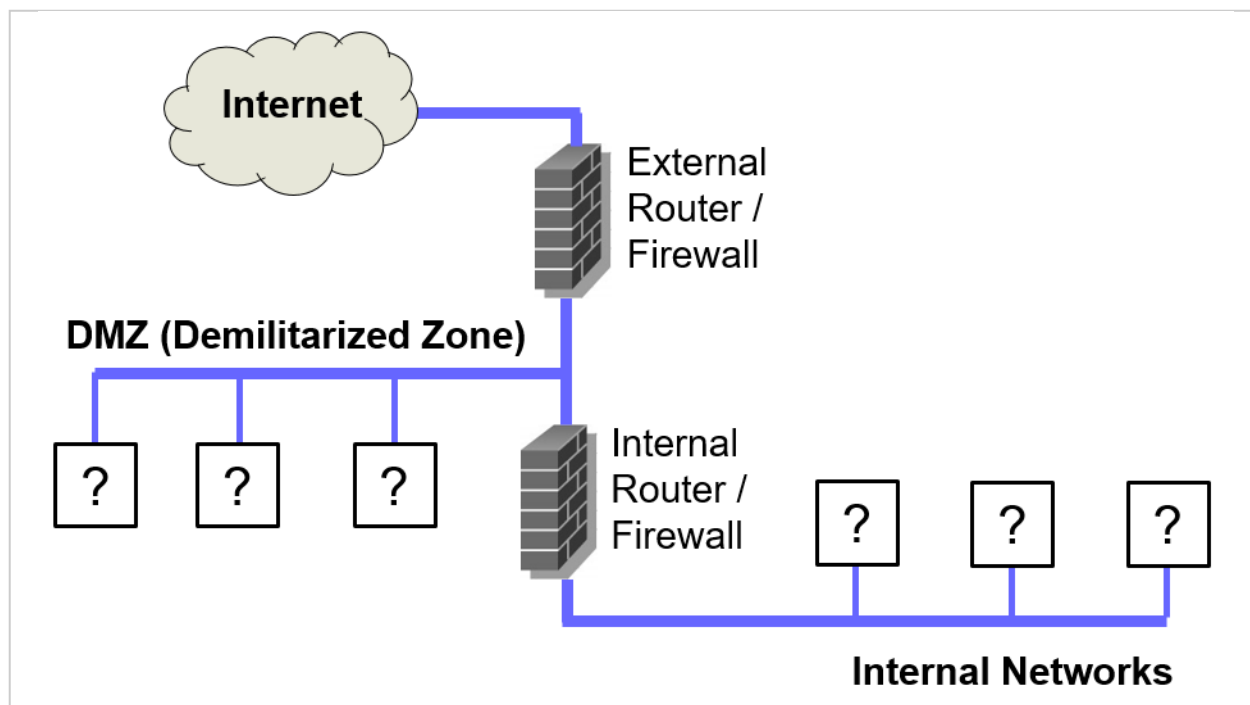 Internet
External
Router /
Firewall
DMZ (Demilitarized Zone)
Internal
Router /
Firewall
? ? ?
? ? ?
Internal Networks